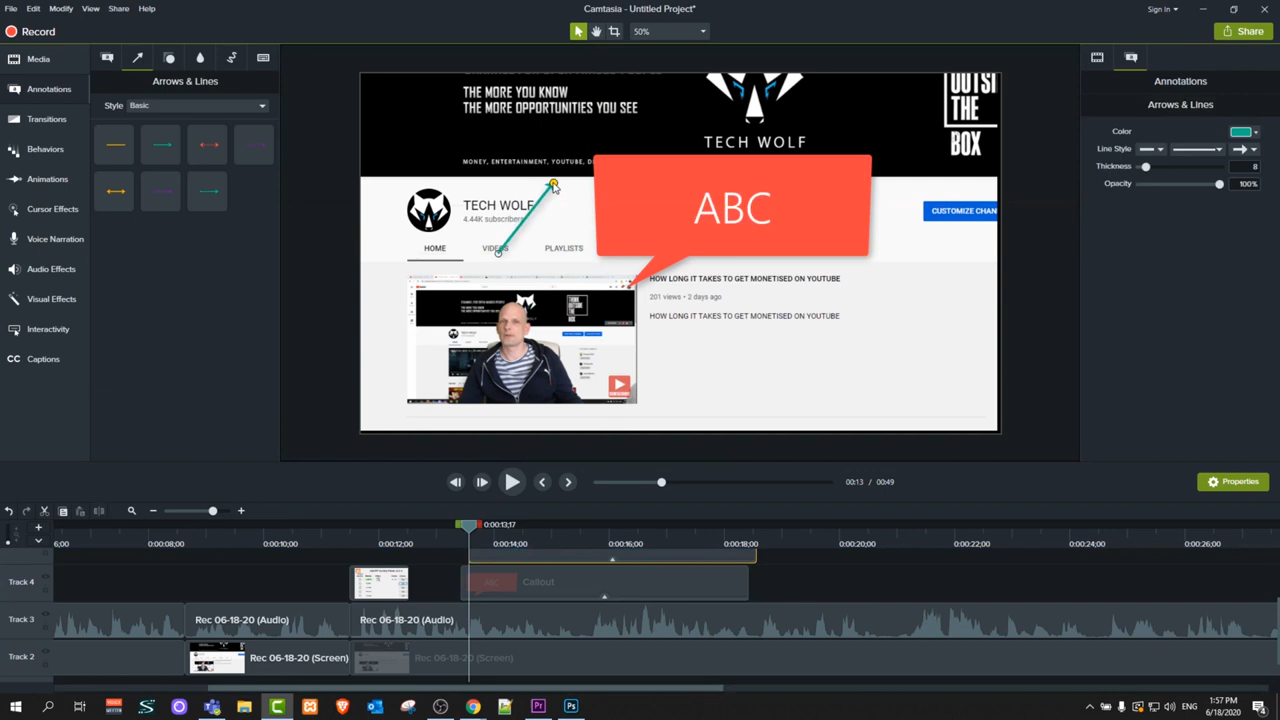 Camtasia - Untitled Project*
File Edit Modify View Share Help
Sign In
Record
50%
Share
Media
Annotations
Transitions
Behaviors
Animations
Cursor Effects
Voice Narration
Audio Effects
Visual Effects
Interactivity
Captions
Arrows & Lines
Style Basic
THE MORE YOU KNOW
THE MORE OPPORTUNITIES YOU SEE
MONEY, ENTERTAINMENT, YOUTUBE,
TECH WOLF
OUTSIDE
THE
BOX
ABC
TECH WOLF
4.44K subscribers
CUSTOMIZE CHAN
HOME VIDEOS PLAYLISTS
HOW LONG IT TAKES TO GET MONETISED ON YOUTUBE
201 views • 2 days ago
HOW LONG IT TAKES TO GET MONETISED ON YOUTUBE
Annotations
Arrows & Lines
Color
Line Style
Thickness 8
Opacity 100%
00:13 / 00:49
Properties
0:00:13;17
6;00 0:00:08;00 0:00:10;00 0:00:12;00 0:00:14;00 0:00:16;00 0:00:18;00 0:00:20;00 0:00:22;00 0:00:24;00 0:00:26;00
Track 4
ABC Callout
Track 3
Rec 06-18-20 (Audio) Rec 06-18-20 (Audio)
Track 2
Rec 06-18-20 (Screen) Rec 06-18-20 (Screen)
ENG
1:57 PM
6/18/2020